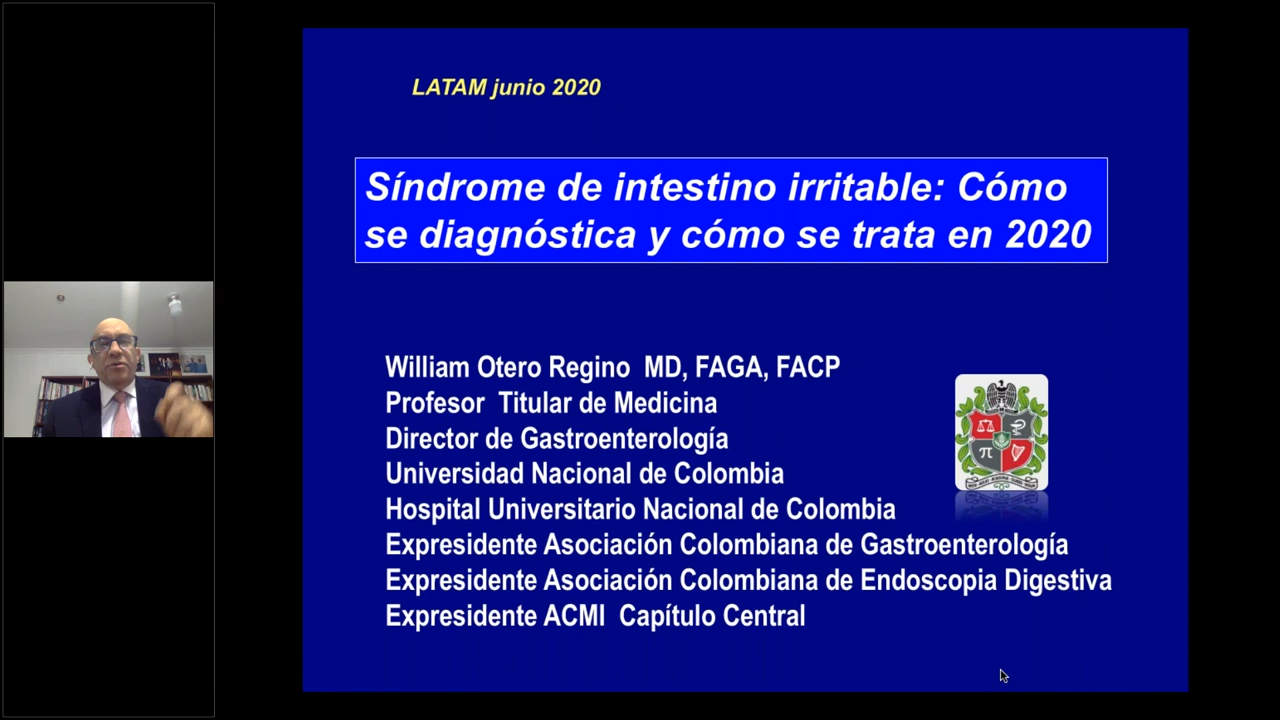 LATAM junio 2020
Síndrome de intestino irritable: Cómo
se diagnóstica y cómo se trata en 2020
William Otero Regino MD, FAGA, FACP
Profesor Titular de Medicina
Director de Gastroenterología
Universidad Nacional de Colombia
Hospital Universitario Nacional de Colombia
Expresidente Asociación Colombiana de Gastroenterología
Expresidente Asociación Colombiana de Endoscopia Digestiva
Expresidente ACMI Capítulo Central
π